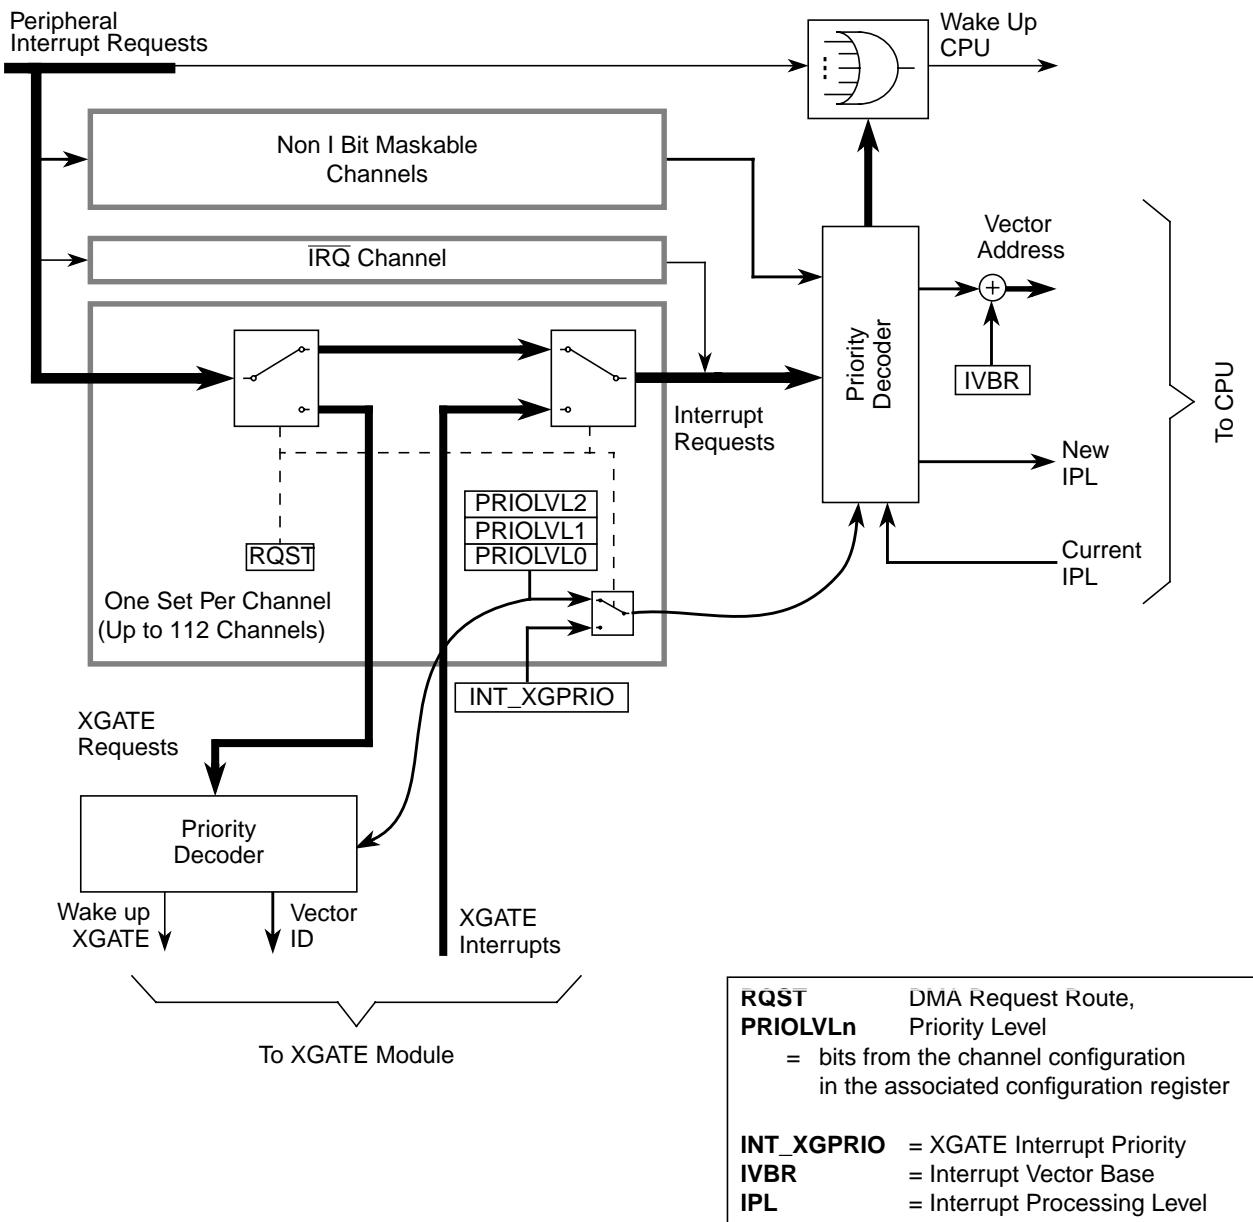 Peripheral
Interrupt Requests
Wake Up
CPU
Non I Bit Maskable
Channels
IRQ Channel
Vector
Address
Priority
Decoder
IVBR
To CPU
Interrupt
Requests
New
IPL
PRIOLVL2
PRIOLVL1
PRIOLVL0
RQST
Current
IPL
One Set Per Channel
(Up to 112 Channels)
INT_XGPRIO
XGATE
Requests
Priority
Decoder
Wake up
XGATE
Vector
ID
XGATE
Interrupts
To XGATE Module
RQST DMA Request Route,
PRIOLVLn Priority Level
= bits from the channel configuration
in the associated configuration register
INT_XGPRIO = XGATE Interrupt Priority
IVBR = Interrupt Vector Base
IPL = Interrupt Processing Level